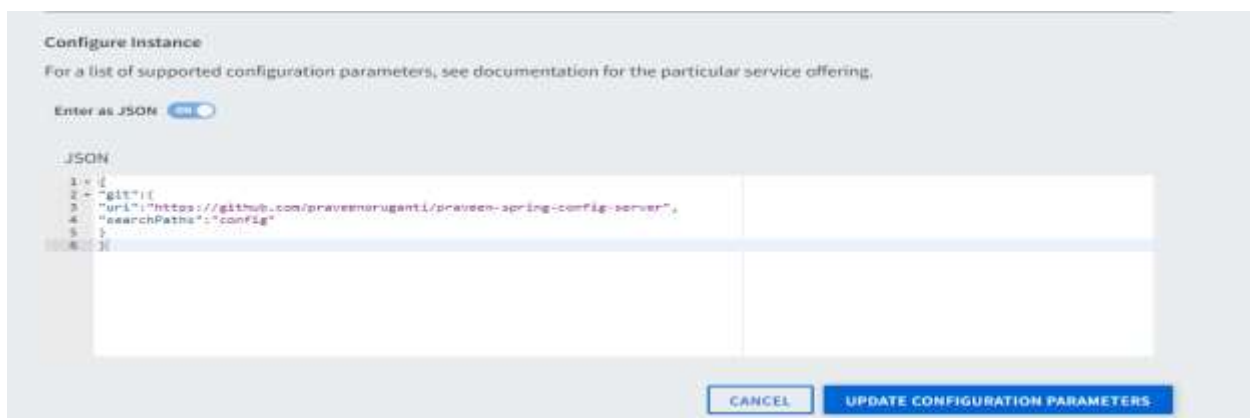 Configure Instance
For a list of supported configuration parameters, see documentation for the particular service offering.
Enter as JSON ON
JSON
1 {
2 "git":{
3 "uri":"https://github.com/praveenoruganti/praveen-spring-config-server",
4 "searchPaths":"config"
5 }
6 }
CANCEL UPDATE CONFIGURATION PARAMETERS